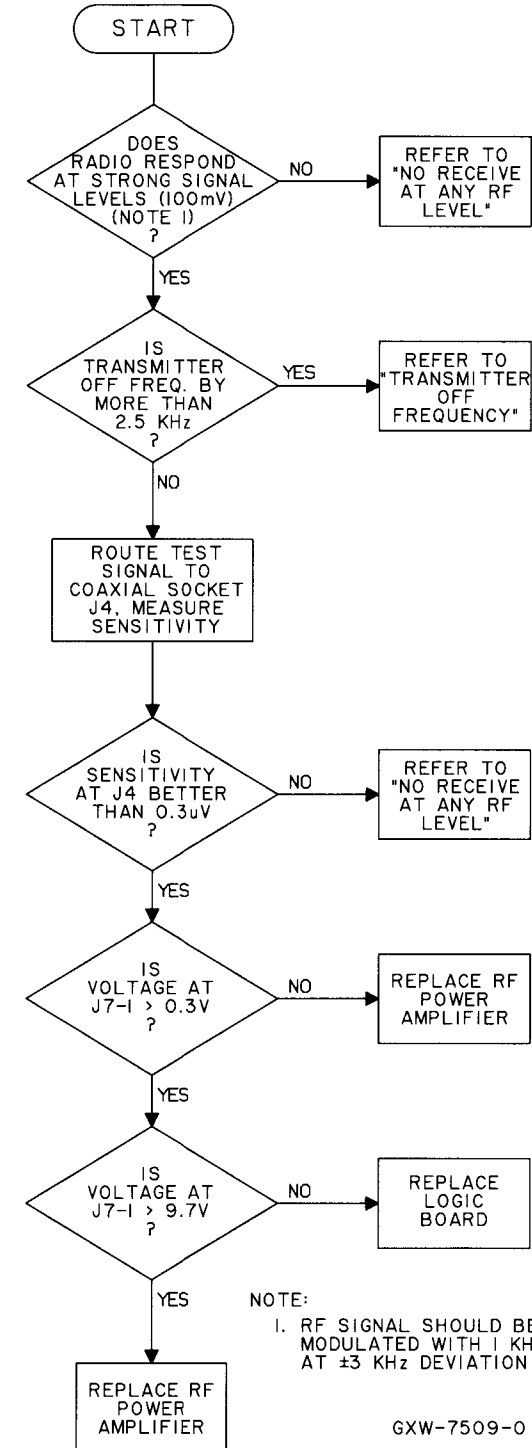 START
DOES
RADIO RESPOND
AT STRONG SIGNAL
LEVELS (100mV)
(NOTE 1)
?
NO
REFER TO
"NO RECEIVE
AT ANY RF
LEVEL"
YES
IS
TRANSMITTER
OFF FREQ. BY
MORE THAN
2.5 KHz
?
YES
REFER TO
"TRANSMITTER
OFF
FREQUENCY"
NO
ROUTE TEST
SIGNAL TO
COAXIAL SOCKET
J4, MEASURE
SENSITIVITY
IS
SENSITIVITY
AT J4 BETTER
THAN 0.3uV
?
NO
REFER TO
"NO RECEIVE
AT ANY RF
LEVEL"
YES
IS
VOLTAGE AT
J7-1 > 0.3V
?
NO
REPLACE RF
POWER
AMPLIFIER
YES
IS
VOLTAGE AT
J7-1 > 9.7V
?
NO
REPLACE
LOGIC
BOARD
YES
REPLACE RF
POWER
AMPLIFIER
NOTE:
1. RF SIGNAL SHOULD BE
MODULATED WITH 1 KH
AT ±3 KHz DEVIATION
GXW-7509-0